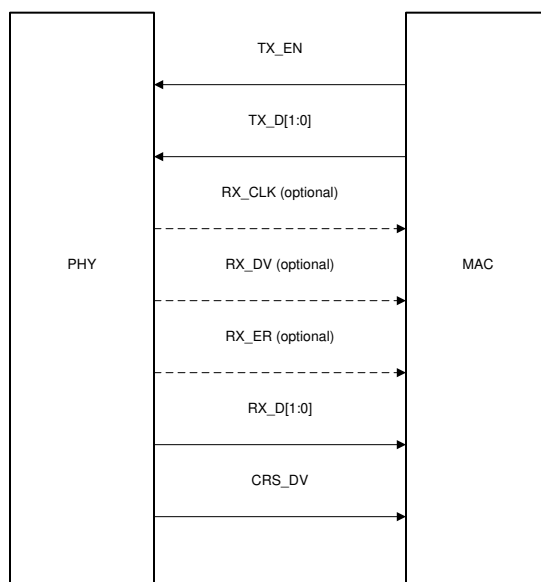 TX_EN
TX_D[1:0]
RX_CLK (optional)
PHY
RX_DV (optional)
MAC
RX_ER (optional)
RX_D[1:0]
CRS_DV